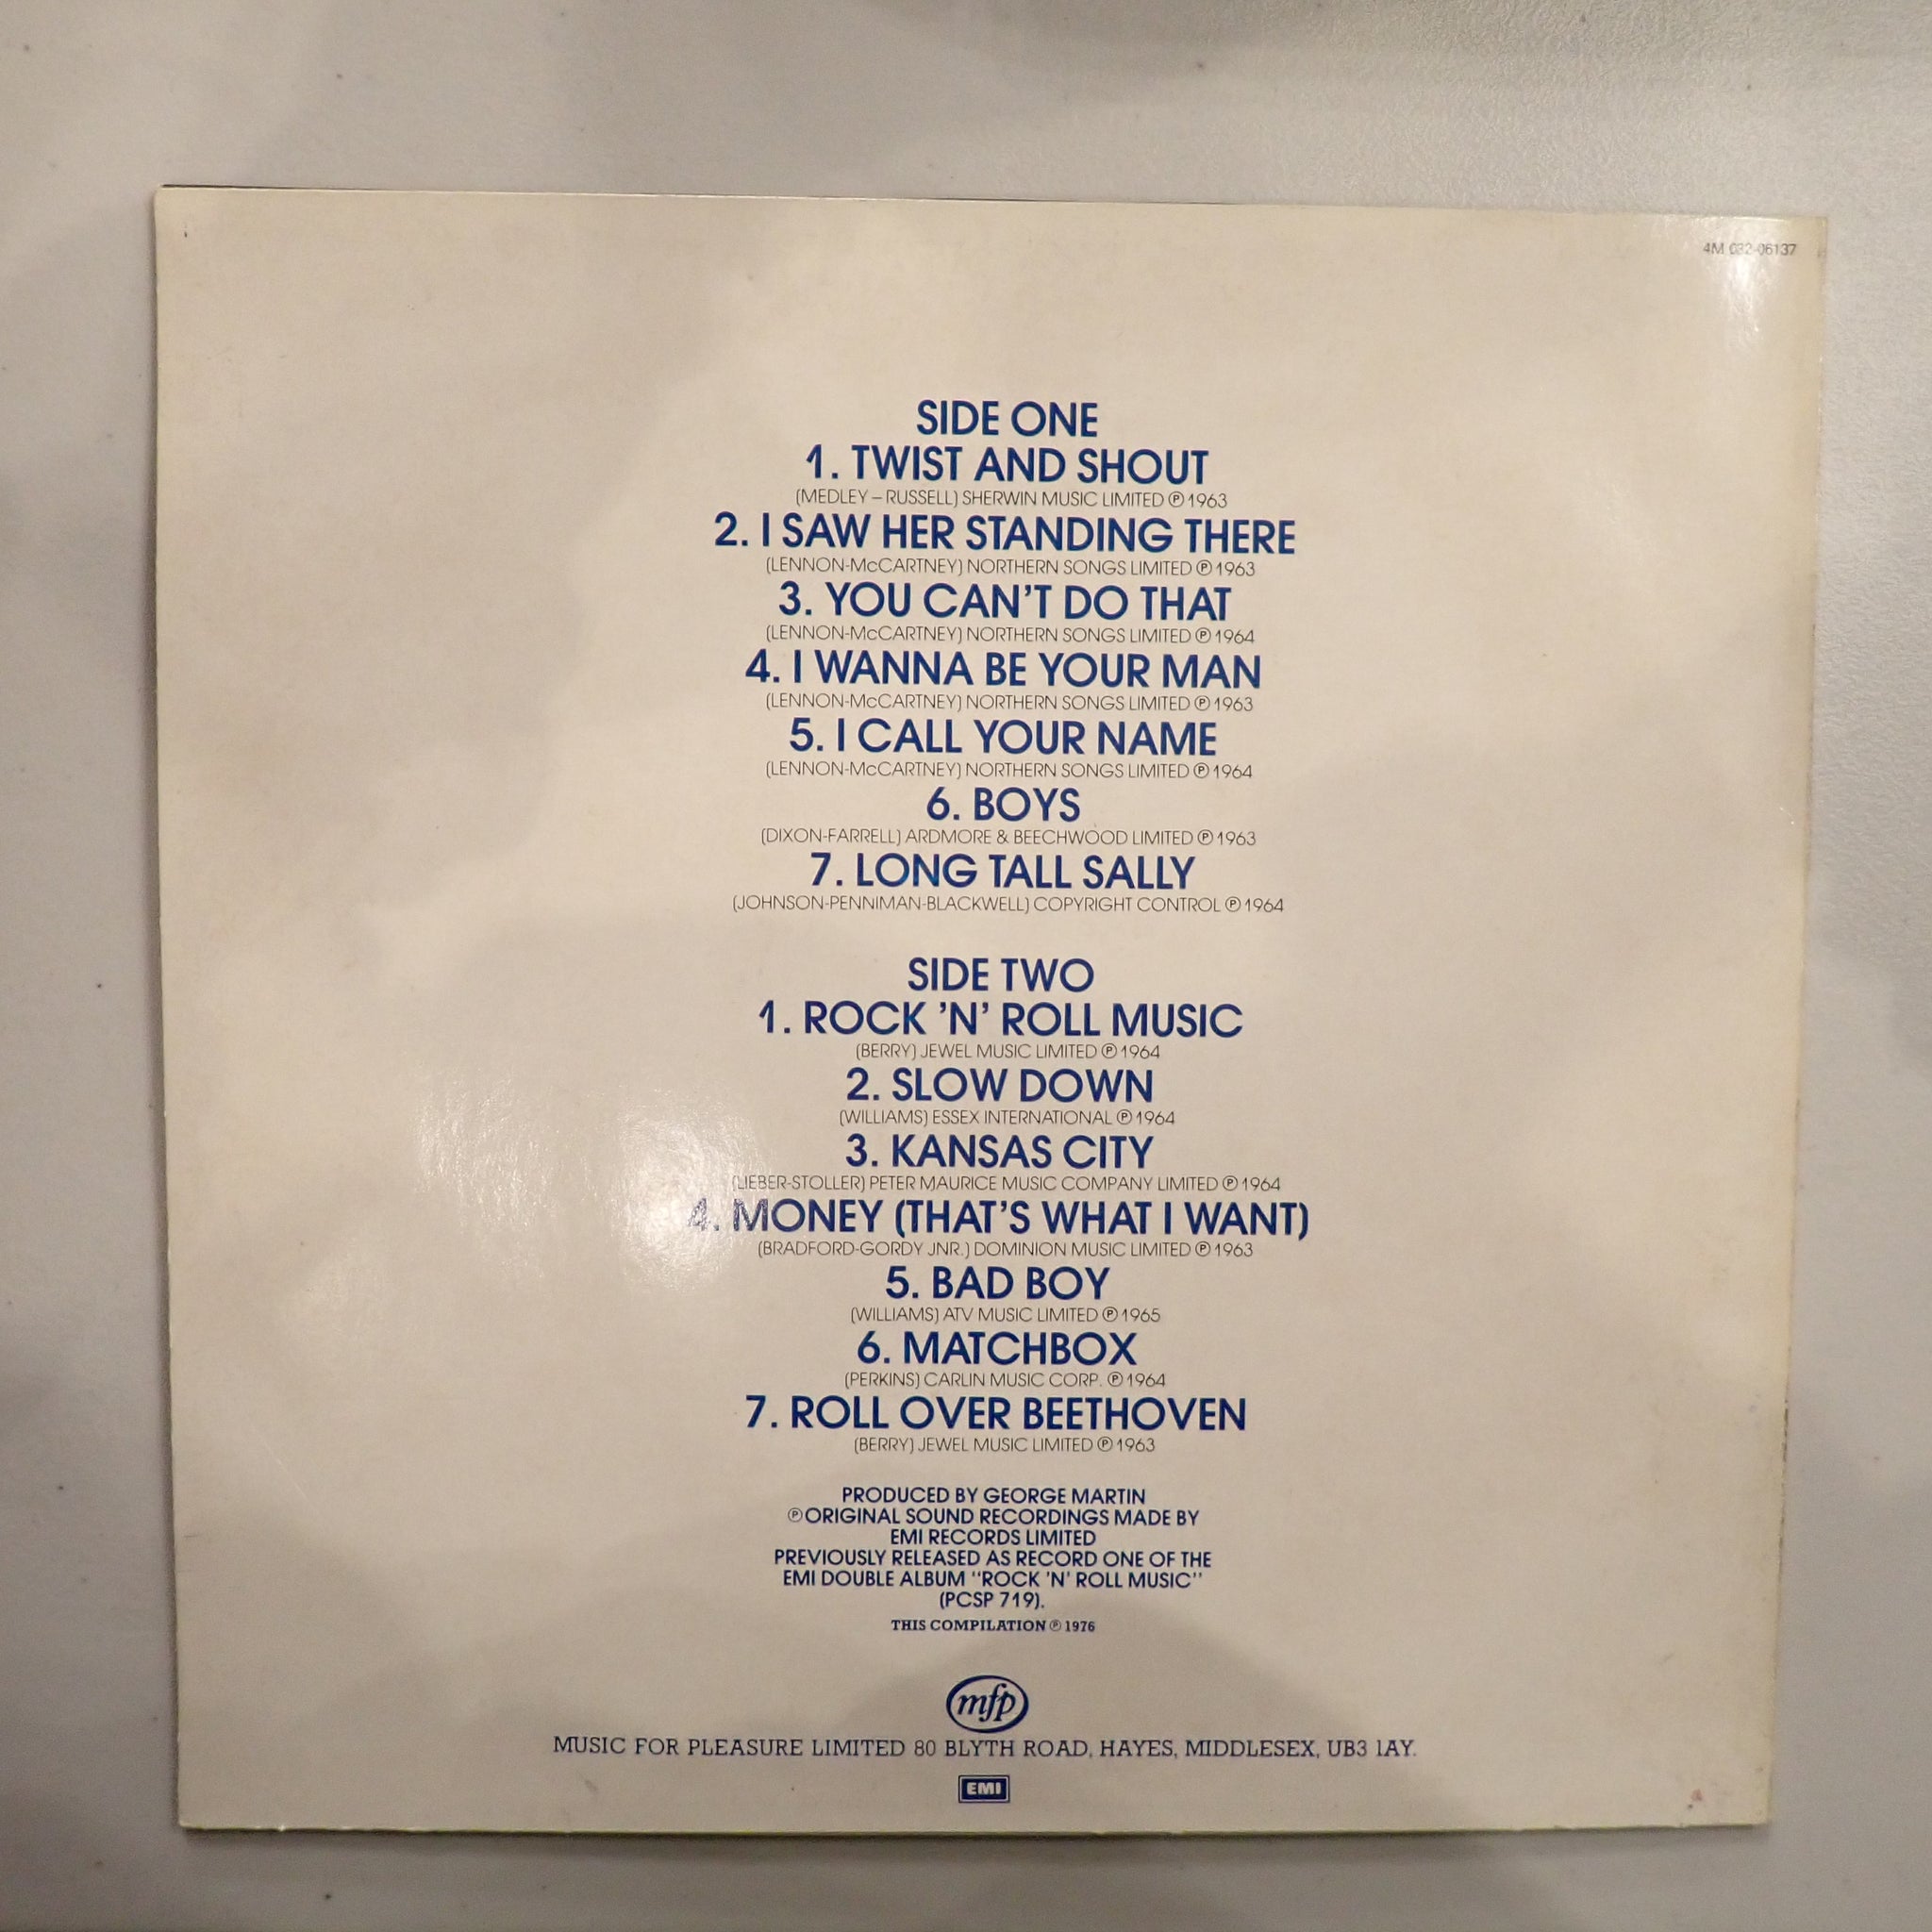 4M 032-06137
SIDE ONE
1. TWIST AND SHOUT
(MEDLEY – RUSSELL) SHERWIN MUSIC LIMITED ℗ 1963
2. I SAW HER STANDING THERE
(LENNON-McCARTNEY) NORTHERN SONGS LIMITED ℗ 1963
3. YOU CAN'T DO THAT
(LENNON-McCARTNEY) NORTHERN SONGS LIMITED ℗ 1964
4. I WANNA BE YOUR MAN
(LENNON-McCARTNEY) NORTHERN SONGS LIMITED ℗ 1963
5. I CALL YOUR NAME
(LENNON-McCARTNEY) NORTHERN SONGS LIMITED ℗ 1964
6. BOYS
(DIXON-FARRELL) ARDMORE & BEECHWOOD LIMITED ℗ 1963
7. LONG TALL SALLY
(JOHNSON-PENNIMAN-BLACKWELL) COPYRIGHT CONTROL ℗ 1964
SIDE TWO
1. ROCK 'N' ROLL MUSIC
(BERRY) JEWEL MUSIC LIMITED ℗ 1964
2. SLOW DOWN
(WILLIAMS) ESSEX INTERNATIONAL ℗ 1964
3. KANSAS CITY
(LIEBER-STOLLER) PETER MAURICE MUSIC COMPANY LIMITED ℗ 1964
4. MONEY (THAT'S WHAT I WANT)
(BRADFORD-GORDY JNR.) DOMINION MUSIC LIMITED ℗ 1963
5. BAD BOY
(WILLIAMS) ATV MUSIC LIMITED ℗ 1965
6. MATCHBOX
(PERKINS) CARLIN MUSIC CORP. ℗ 1964
7. ROLL OVER BEETHOVEN
(BERRY) JEWEL MUSIC LIMITED ℗ 1963
PRODUCED BY GEORGE MARTIN
℗ ORIGINAL SOUND RECORDINGS MADE BY
EMI RECORDS LIMITED
PREVIOUSLY RELEASED AS RECORD ONE OF THE
EMI DOUBLE ALBUM "ROCK 'N' ROLL MUSIC"
(PCSP 719).
THIS COMPILATION ℗ 1976
mfp
MUSIC FOR PLEASURE LIMITED 80 BLYTH ROAD, HAYES, MIDDLESEX, UB3 1AY.
EMI